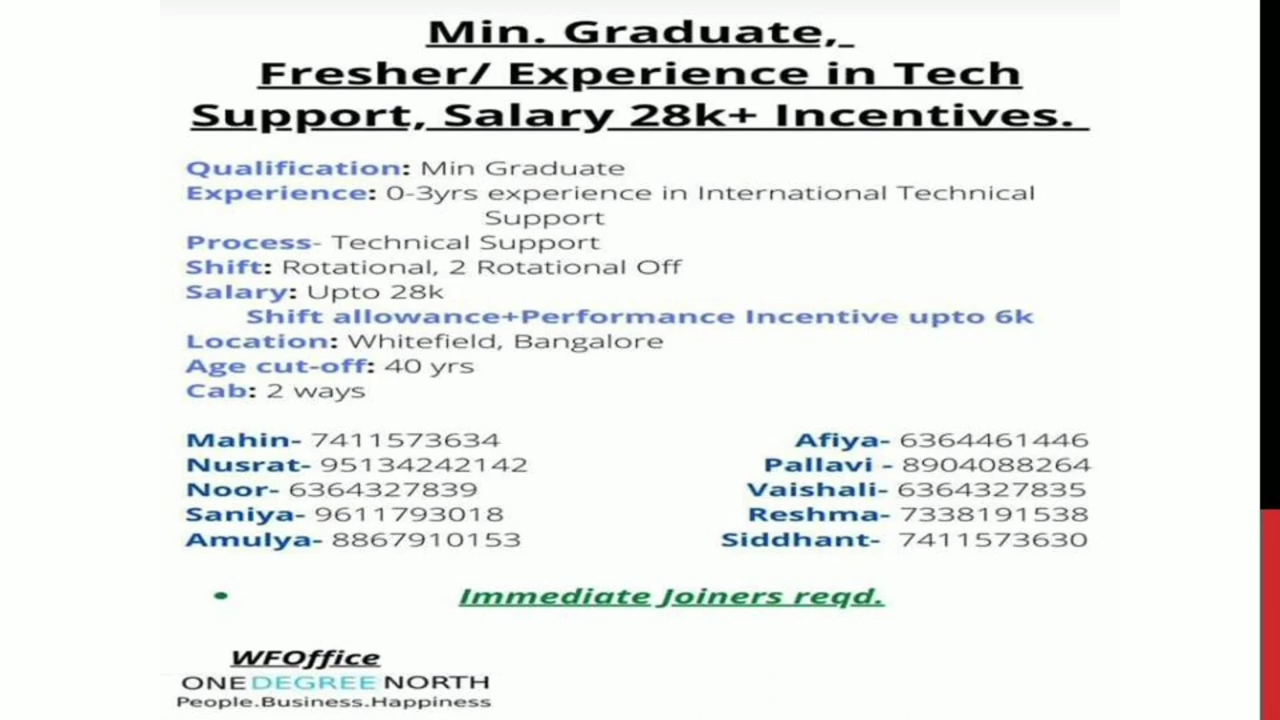 Min. Graduate,
Fresher/ Experience in Tech
Support, Salary 28k+ Incentives.
Qualification: Min Graduate
Experience: 0-3yrs experience in International Technical
Support
Process- Technical Support
Shift: Rotational, 2 Rotational Off
Salary: Upto 28k
Shift allowance+Performance Incentive upto 6k
Location: Whitefield, Bangalore
Age cut-off: 40 yrs
Cab: 2 ways
Mahin- 7411573634 Afiya- 6364461446
Nusrat- 95134242142 Pallavi - 8904088264
Noor- 6364327839 Vaishali- 6364327835
Saniya- 9611793018 Reshma- 7338191538
Amulya- 8867910153 Siddhant- 7411573630
• Immediate Joiners reqd.
WFOffice
ONE DEGREE NORTH
People.Business.Happiness